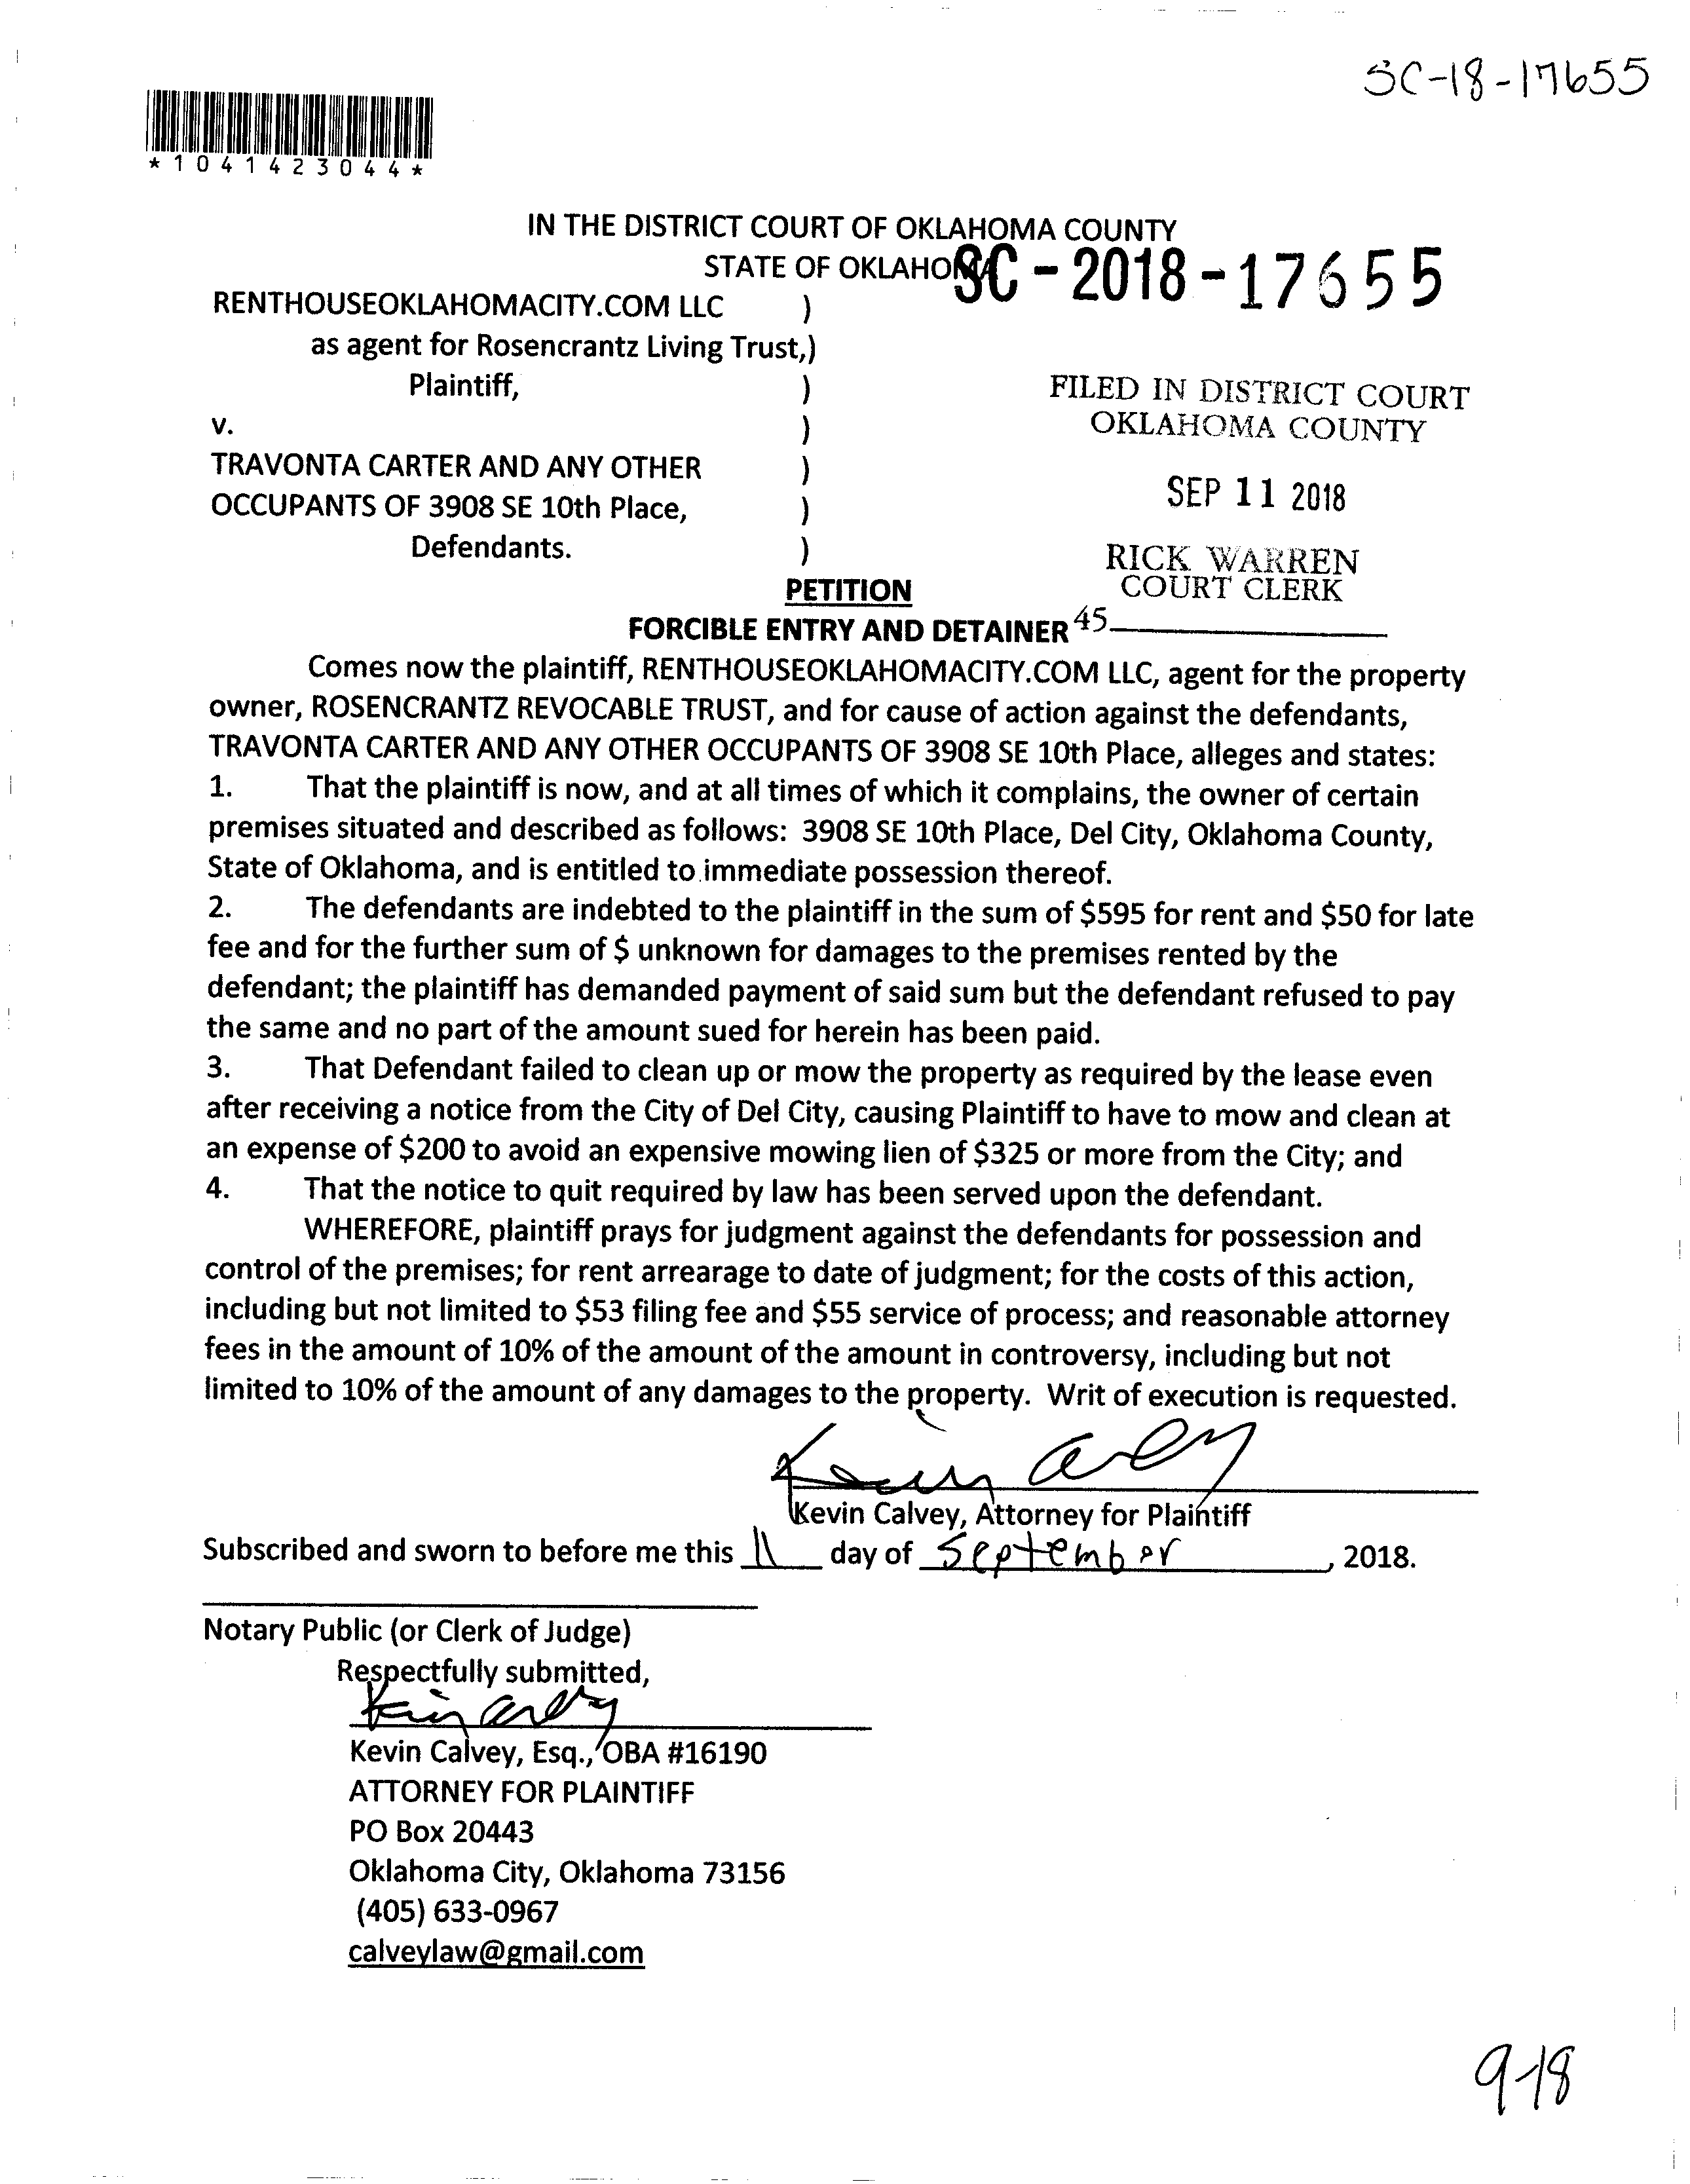 SC-18-17655
*1041423044*
IN THE DISTRICT COURT OF OKLAHOMA COUNTY
STATE OF OKLAHOMA
SC-2018-17655
RENTHOUSEOKLAHOMACITY.COM LLC )
as agent for Rosencrantz Living Trust,)
Plaintiff, )
v. )
TRAVONTA CARTER AND ANY OTHER )
OCCUPANTS OF 3908 SE 10th Place, )
Defendants. )
FILED IN DISTRICT COURT
OKLAHOMA COUNTY
SEP 11 2018
RICK WARREN
COURT CLERK
45
PETITION
FORCIBLE ENTRY AND DETAINER
Comes now the plaintiff, RENTHOUSEOKLAHOMACITY.COM LLC, agent for the property
owner, ROSENCRANTZ REVOCABLE TRUST, and for cause of action against the defendants,
TRAVONTA CARTER AND ANY OTHER OCCUPANTS OF 3908 SE 10th Place, alleges and states:
1. That the plaintiff is now, and at all times of which it complains, the owner of certain
premises situated and described as follows: 3908 SE 10th Place, Del City, Oklahoma County,
State of Oklahoma, and is entitled to immediate possession thereof.
2. The defendants are indebted to the plaintiff in the sum of $595 for rent and $50 for late
fee and for the further sum of $ unknown for damages to the premises rented by the
defendant; the plaintiff has demanded payment of said sum but the defendant refused to pay
the same and no part of the amount sued for herein has been paid.
3. That Defendant failed to clean up or mow the property as required by the lease even
after receiving a notice from the City of Del City, causing Plaintiff to have to mow and clean at
an expense of $200 to avoid an expensive mowing lien of $325 or more from the City; and
4. That the notice to quit required by law has been served upon the defendant.
WHEREFORE, plaintiff prays for judgment against the defendants for possession and
control of the premises; for rent arrearage to date of judgment; for the costs of this action,
including but not limited to $53 filing fee and $55 service of process; and reasonable attorney
fees in the amount of 10% of the amount of the amount in controversy, including but not
limited to 10% of the amount of any damages to the property. Writ of execution is requested.
Kevin Calvey, Attorney for Plaintiff
Subscribed and sworn to before me this 11 day of September, 2018.
Notary Public (or Clerk of Judge)
Respectfully submitted,
Kevin Calvey, Esq., OBA #16190
ATTORNEY FOR PLAINTIFF
PO Box 20443
Oklahoma City, Oklahoma 73156
(405) 633-0967
calveylaw@gmail.com
9-18